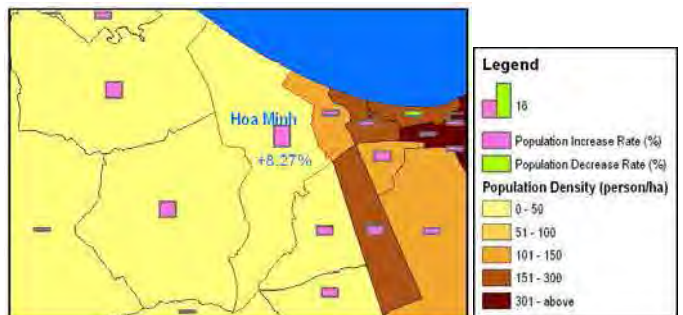 Hoa Minh
+8.27%
Legend
16
Population Increase Rate (%)
Population Decrease Rate (%)
Population Density (person/ha)
0 - 50
51 - 100
101 - 150
151 - 300
301 - above